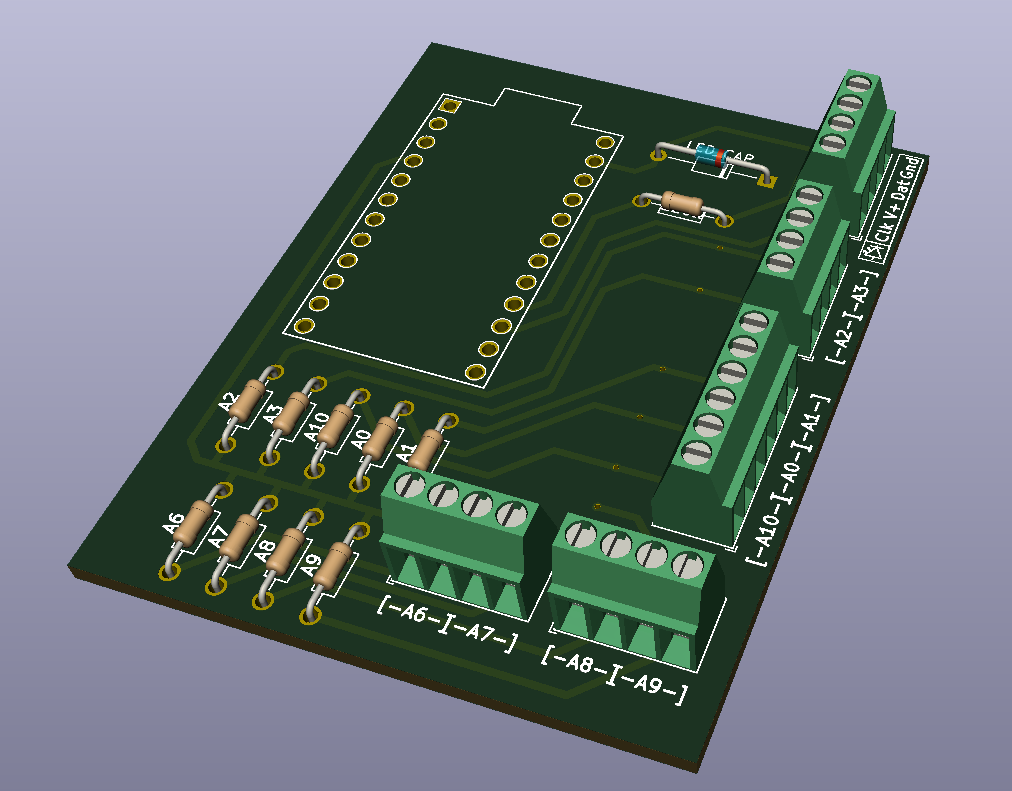 LED CAP
Clk V+ Dat Gnd
[-A2-I-A3-]
[-A10-I-A0-I-A1-]
A2
A3
A10
A0
A1
A6
A7
A8
A9
[-A6-I-A7-]
[-A8-I-A9-]